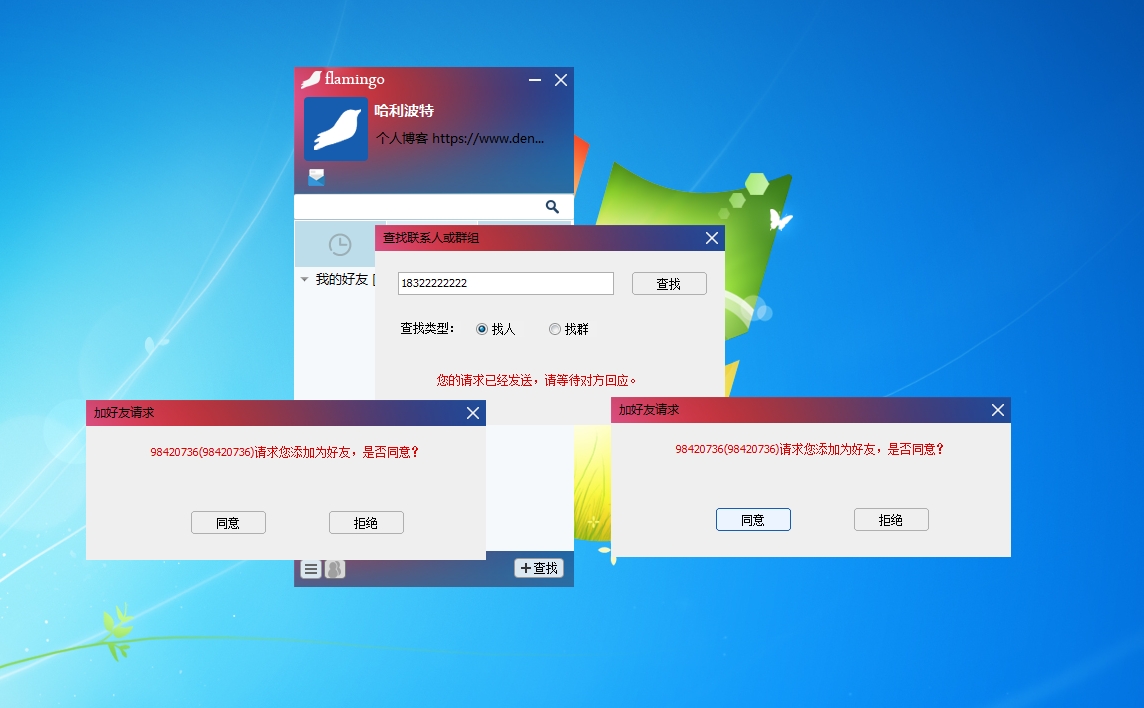 flamingo
哈利波特
个人博客 https://www.den...
查找联系人或群组
我的好友 [
18322222222
查找
查找类型：
找人
找群
您的请求已经发送，请等待对方回应。
加好友请求
98420736(98420736)请求您添加为好友，是否同意？
同意
拒绝
加好友请求
98420736(98420736)请求您添加为好友，是否同意？
同意
拒绝
查找